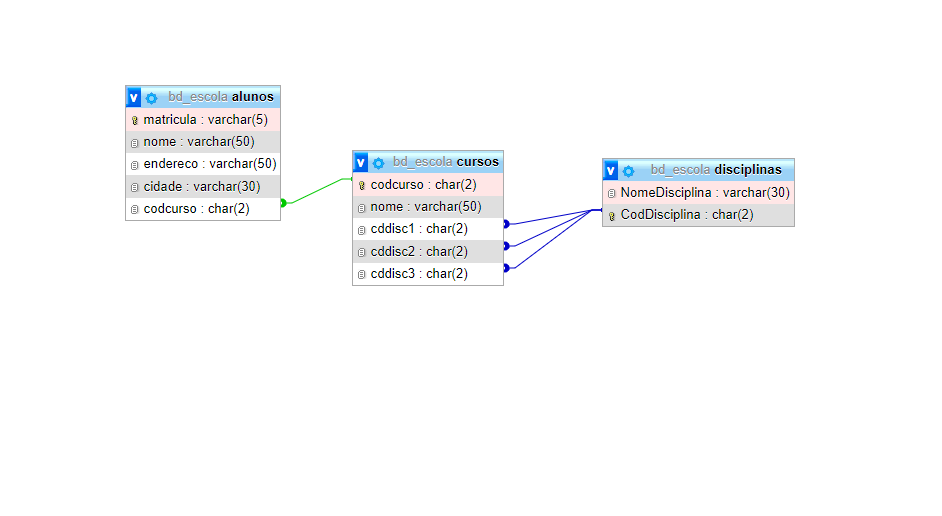 v bd_escola alunos
matricula : varchar(5)
nome : varchar(50)
endereco : varchar(50)
cidade : varchar(30)
codcurso : char(2)
v bd_escola cursos
codcurso : char(2)
nome : varchar(50)
cddisc1 : char(2)
cddisc2 : char(2)
cddisc3 : char(2)
v bd_escola disciplinas
NomeDisciplina : varchar(30)
CodDisciplina : char(2)